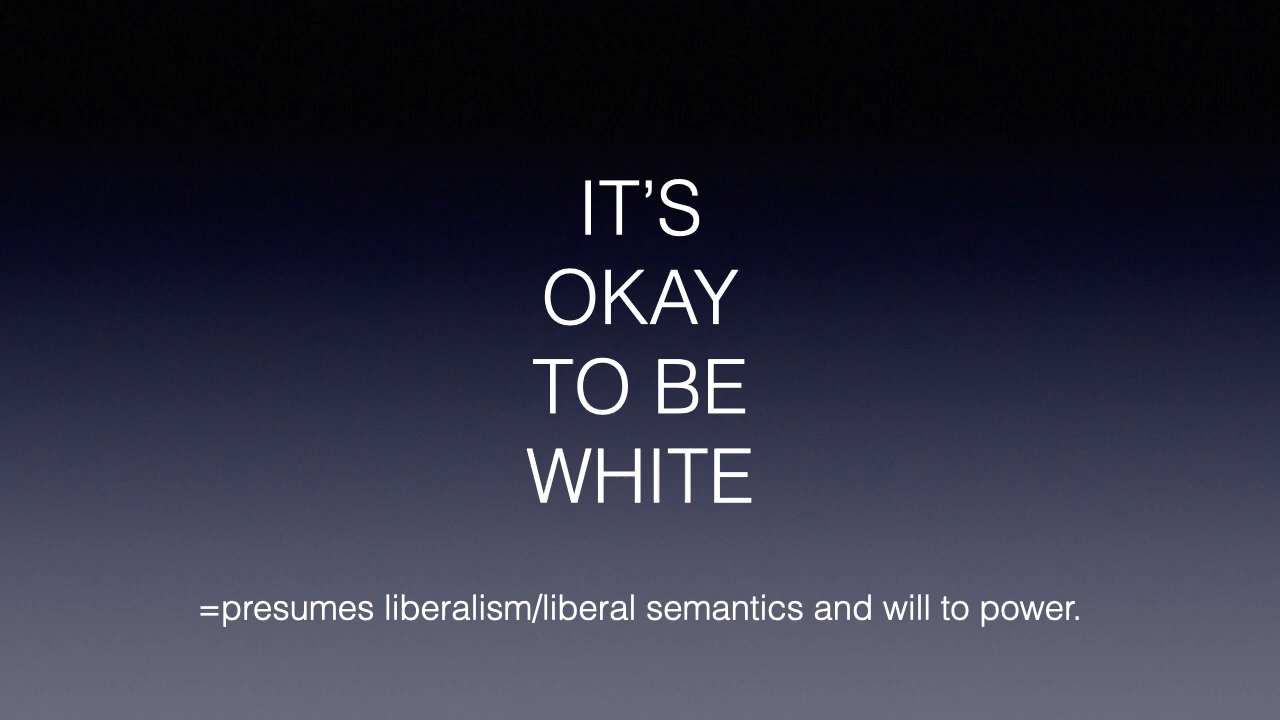 IT’S
OKAY
TO BE
WHITE
=presumes liberalism/liberal semantics and will to power.